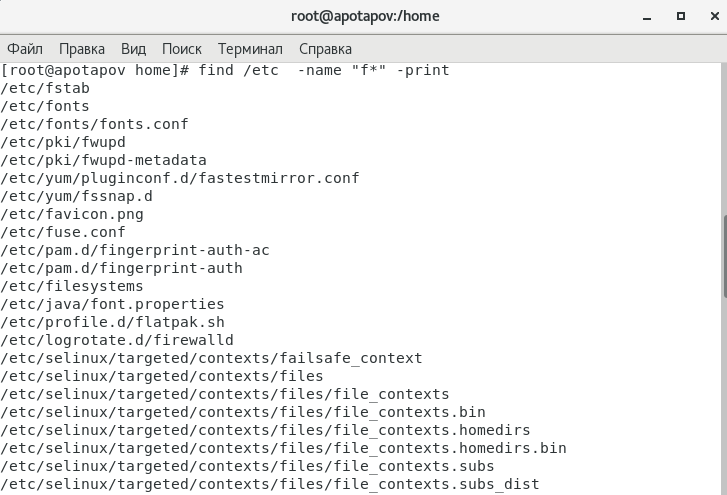 root@apotapov:/home
Файл Правка Вид Поиск Терминал Справка
[root@apotapov home]# find /etc  -name "f*" -print
/etc/fstab
/etc/fonts
/etc/fonts/fonts.conf
/etc/pki/fwupd
/etc/pki/fwupd-metadata
/etc/yum/pluginconf.d/fastestmirror.conf
/etc/yum/fssnap.d
/etc/favicon.png
/etc/fuse.conf
/etc/pam.d/fingerprint-auth-ac
/etc/pam.d/fingerprint-auth
/etc/filesystems
/etc/java/font.properties
/etc/profile.d/flatpak.sh
/etc/logrotate.d/firewalld
/etc/selinux/targeted/contexts/failsafe_context
/etc/selinux/targeted/contexts/files
/etc/selinux/targeted/contexts/files/file_contexts
/etc/selinux/targeted/contexts/files/file_contexts.bin
/etc/selinux/targeted/contexts/files/file_contexts.homedirs
/etc/selinux/targeted/contexts/files/file_contexts.homedirs.bin
/etc/selinux/targeted/contexts/files/file_contexts.subs
/etc/selinux/targeted/contexts/files/file_contexts.subs_dist